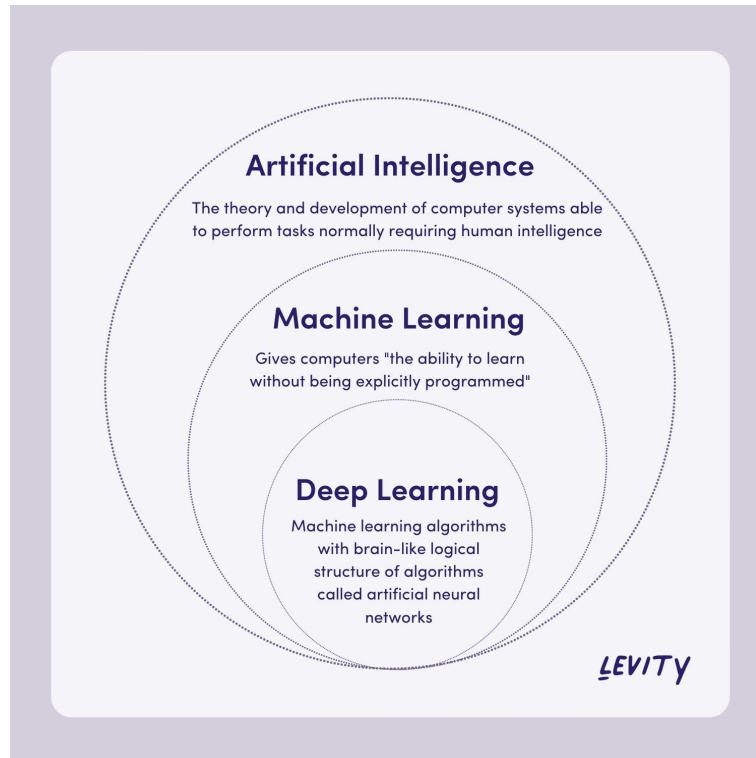 Artificial Intelligence
The theory and development of computer systems able
to perform tasks normally requiring human intelligence
Machine Learning
Gives computers "the ability to learn
without being explicitly programmed"
Deep Learning
Machine learning algorithms
with brain-like logical
structure of algorithms
called artificial neural
networks
LEVITY